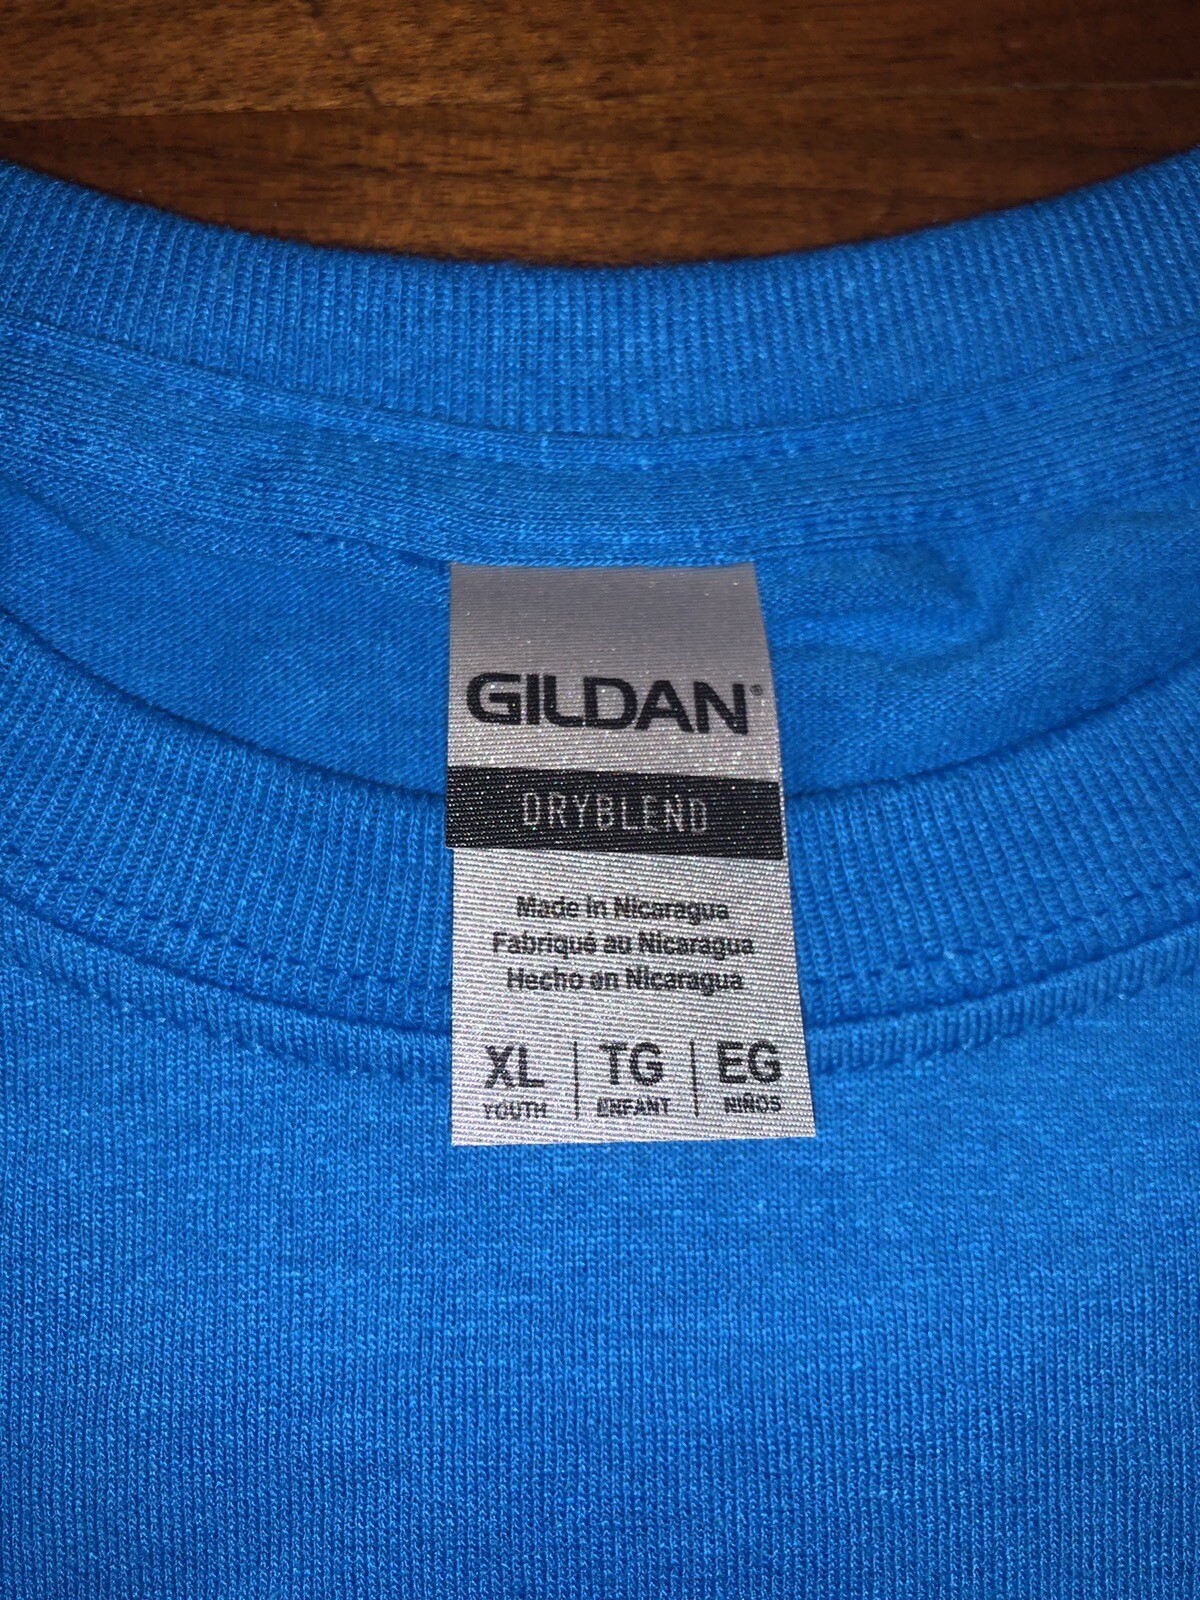 GILDAN®
DRYBLEND
Made in Nicaragua
Fabriqué au Nicaragua
Hecho en Nicaragua
XL | TG | EG
YOUTH | ENFANT | NIÑOS